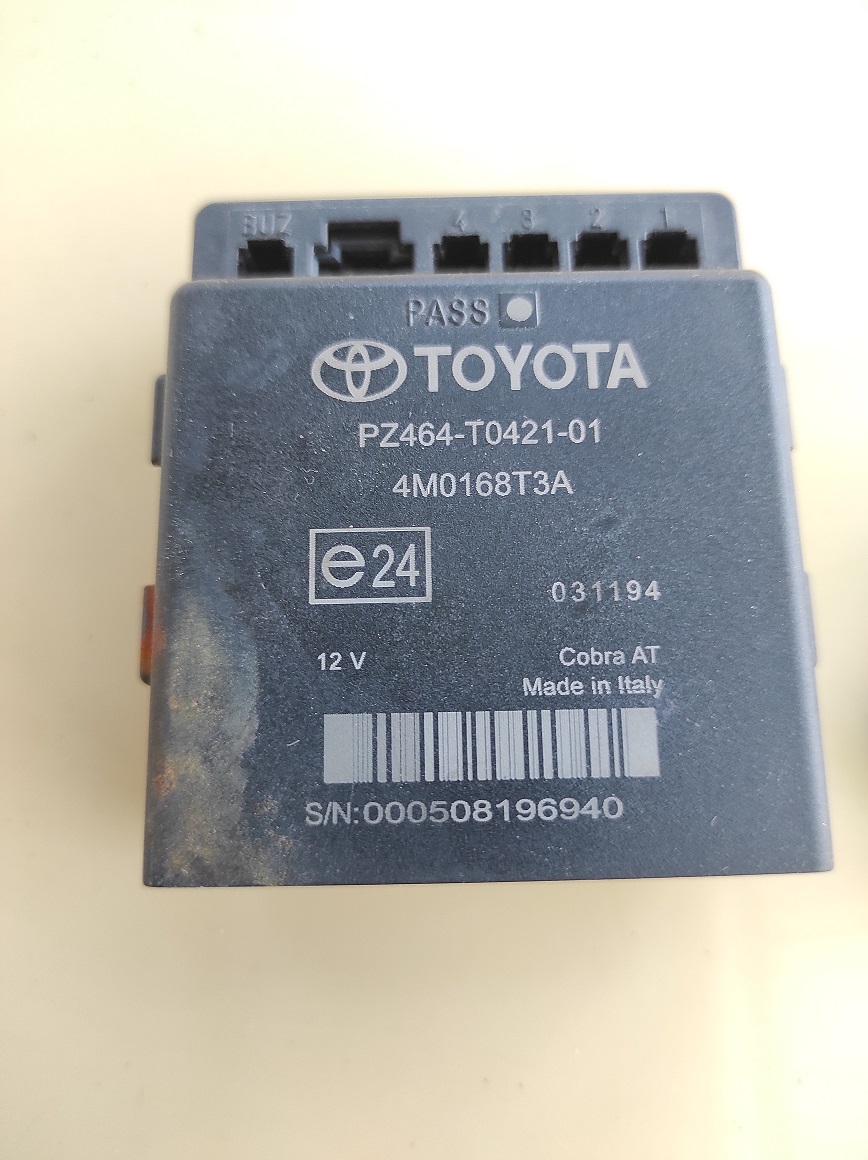 BUZ 4 3 2 1
PASS
TOYOTA
PZ464-T0421-01
4M0168T3A
e24
031194
12 V
Cobra AT
Made in Italy
S/N:000508196940